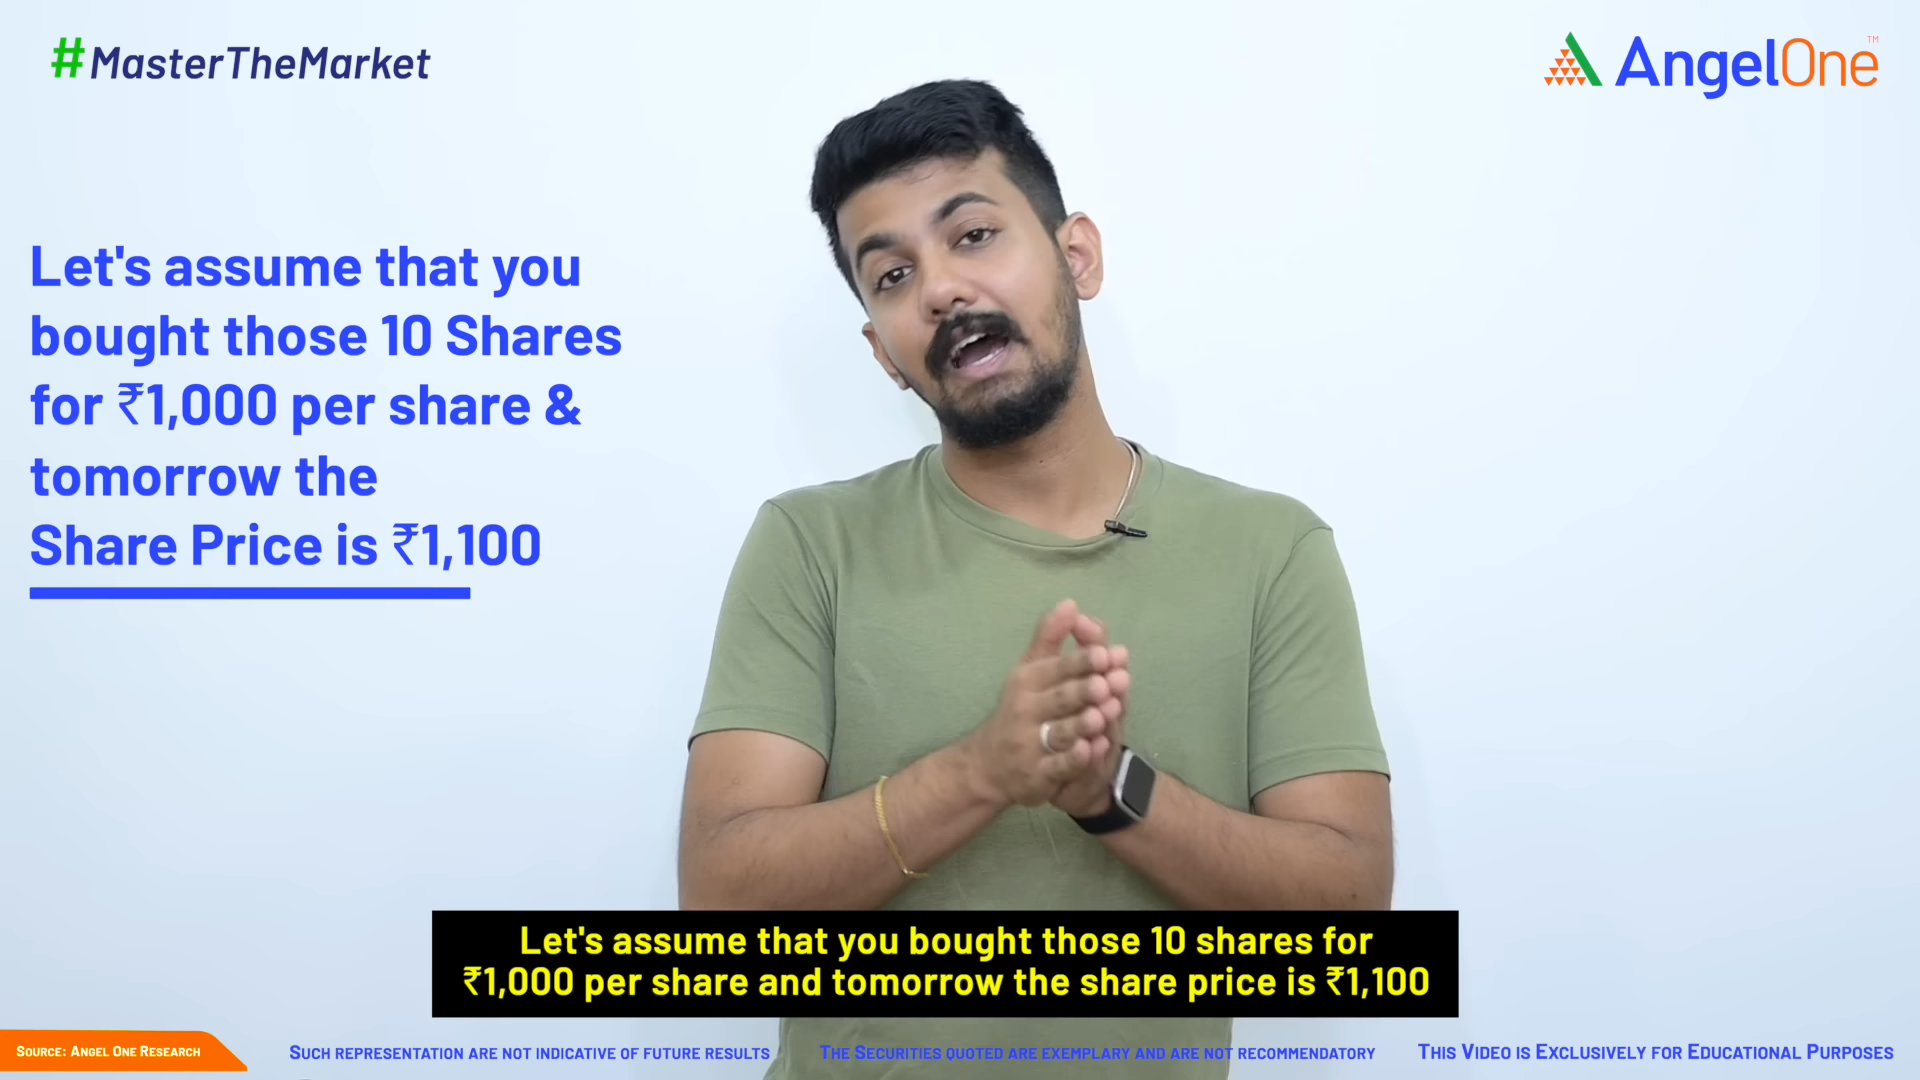 #MasterTheMarket
AngelOne™
Let's assume that you
bought those 10 Shares
for ₹1,000 per share &
tomorrow the
Share Price is ₹1,100
Let's assume that you bought those 10 shares for
₹1,000 per share and tomorrow the share price is ₹1,100
SOURCE: ANGEL ONE RESEARCH
SUCH REPRESENTATION ARE NOT INDICATIVE OF FUTURE RESULTS
THE SECURITIES QUOTED ARE EXEMPLARY AND ARE NOT RECOMMENDATORY
THIS VIDEO IS EXCLUSIVELY FOR EDUCATIONAL PURPOSES